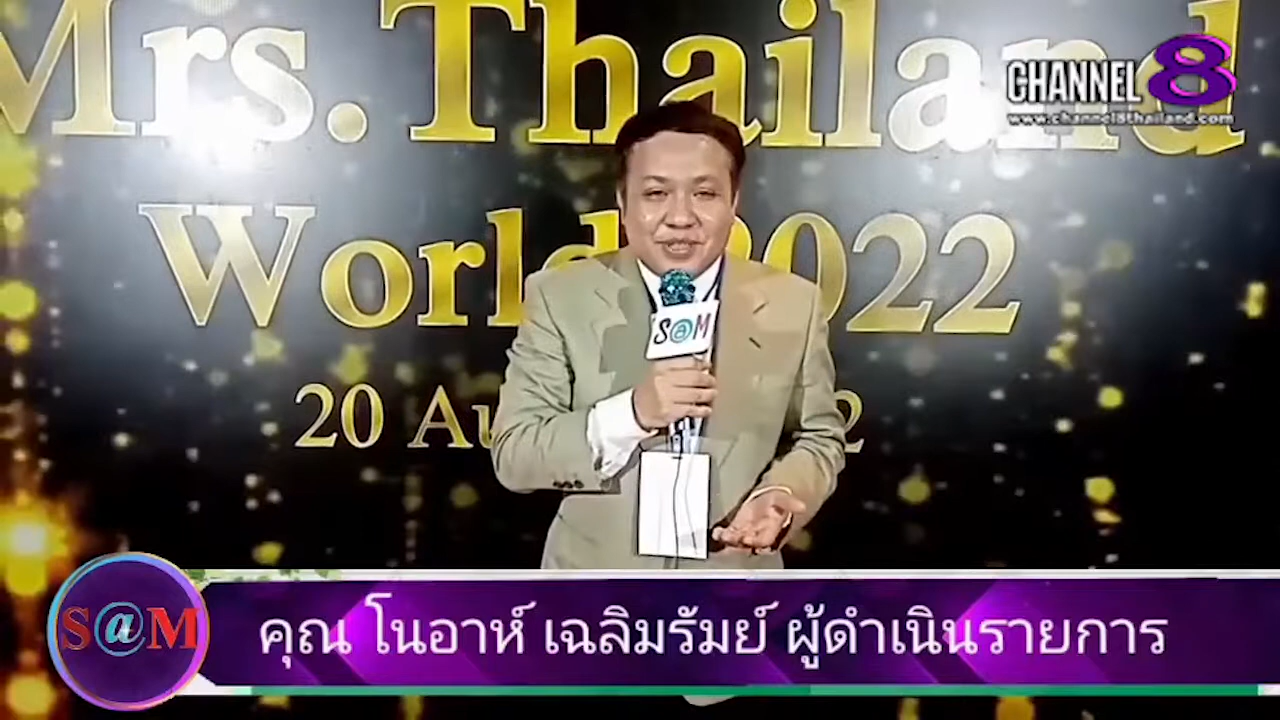 Mrs. Thailand
World 2022
20 Au
2
CHANNEL 8
www.channel8thailand.com
S@M
S@M
คุณ โนอาห์ เฉลิมรัมย์ ผู้ดำเนินรายการ